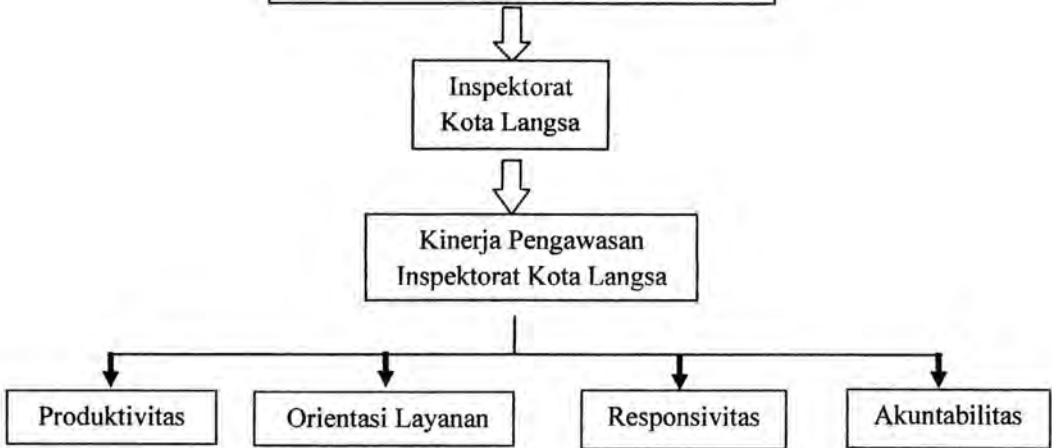 Inspektorat
Kota Langsa
Kinerja Pengawasan
Inspektorat Kota Langsa
Produktivitas
Orientasi Layanan
Responsivitas
Akuntabilitas